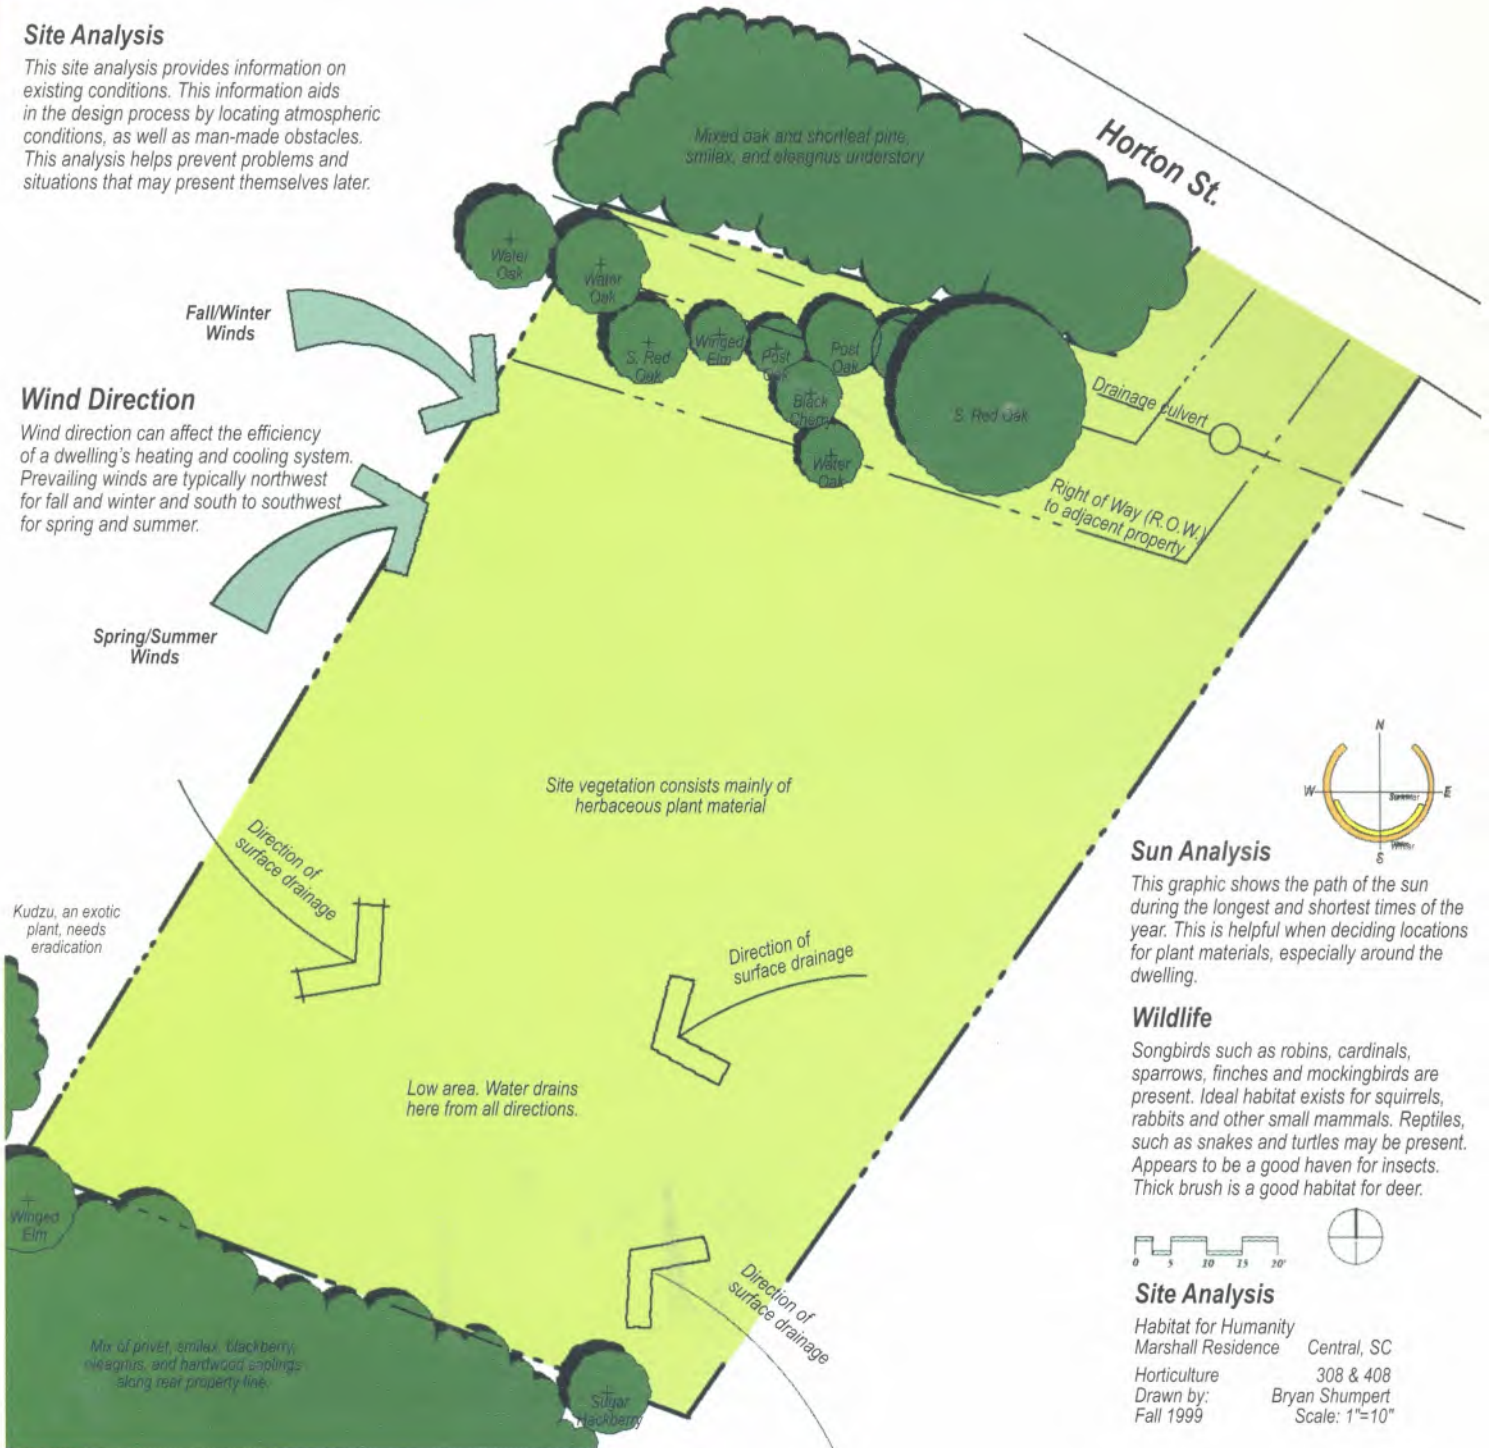 Site Analysis
This site analysis provides information on
existing conditions. This information aids
in the design process by locating atmospheric
conditions, as well as man-made obstacles.
This analysis helps prevent problems and
situations that may present themselves later.
Mixed oak and shortleaf pine,
smilax, and eleagnus understory
Horton St.
Water
Oak
Water
Oak
S. Red
Oak
Winged
Elm
Post
Oak
Post
Oak
Black
Cherry
Water
Oak
S. Red Oak
Drainage culvert
Right of Way (R.O.W.)
to adjacent property
Fall/Winter
Winds
Wind Direction
Wind direction can affect the efficiency
of a dwelling's heating and cooling system.
Prevailing winds are typically northwest
for fall and winter and south to southwest
for spring and summer.
Spring/Summer
Winds
Site vegetation consists mainly of
herbaceous plant material
Direction of
surface drainage
Kudzu, an exotic
plant, needs
eradication
Direction of
surface drainage
Low area. Water drains
here from all directions.
Winged
Elm
Mix of privet, smilax, blackberry,
eleagnus, and hardwood saplings
along rear property line.
Sugar
Hackberry
Direction of
surface drainage
N
W
Summer
E
Winter
S
Sun Analysis
This graphic shows the path of the sun
during the longest and shortest times of the
year. This is helpful when deciding locations
for plant materials, especially around the
dwelling.
Wildlife
Songbirds such as robins, cardinals,
sparrows, finches and mockingbirds are
present. Ideal habitat exists for squirrels,
rabbits and other small mammals. Reptiles,
such as snakes and turtles may be present.
Appears to be a good haven for insects.
Thick brush is a good habitat for deer.
0 5 10 15 20'
Site Analysis
Habitat for Humanity
Marshall Residence Central, SC
Horticulture 308 & 408
Drawn by: Bryan Shumpert
Fall 1999 Scale: 1"=10"